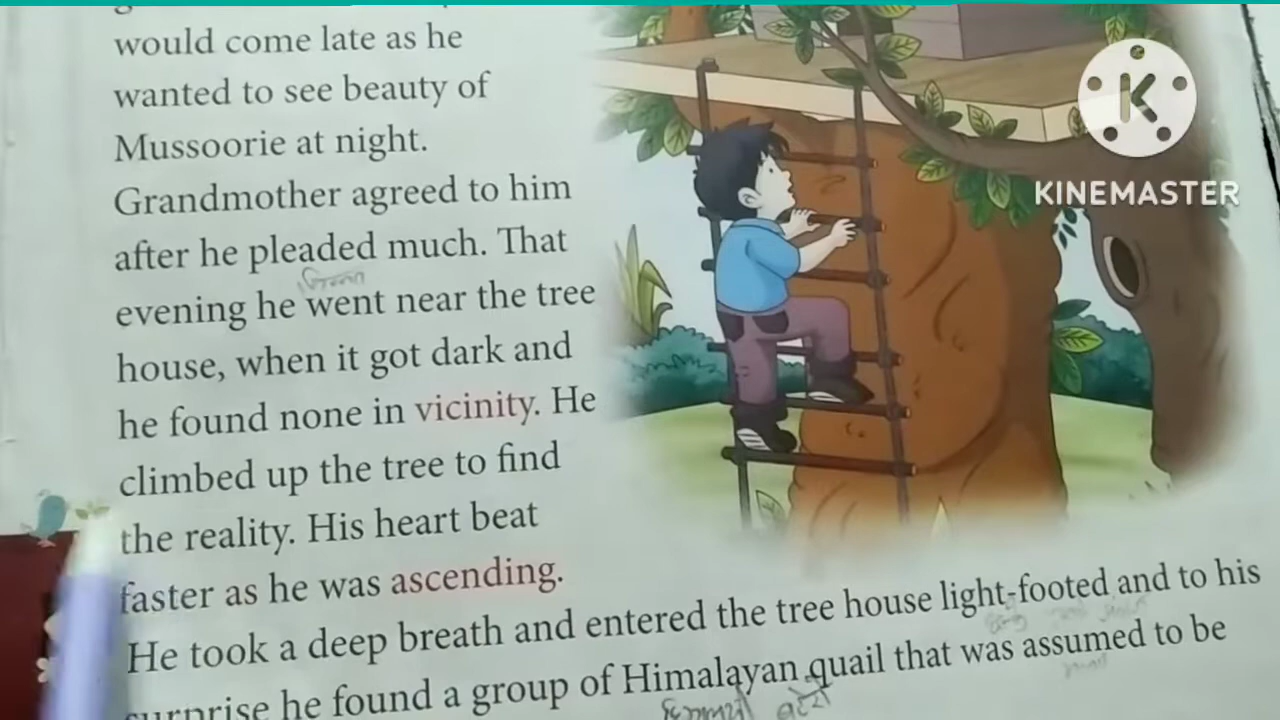 would come late as he
wanted to see beauty of
Mussoorie at night.
Grandmother agreed to him
after he pleaded much. That
evening he went near the tree
house, when it got dark and
he found none in vicinity. He
climbed up the tree to find
the reality. His heart beat
faster as he was ascending.
He took a deep breath and entered the tree house light-footed and to his
surprise he found a group of Himalayan quail that was assumed to be
K
KINEMASTER